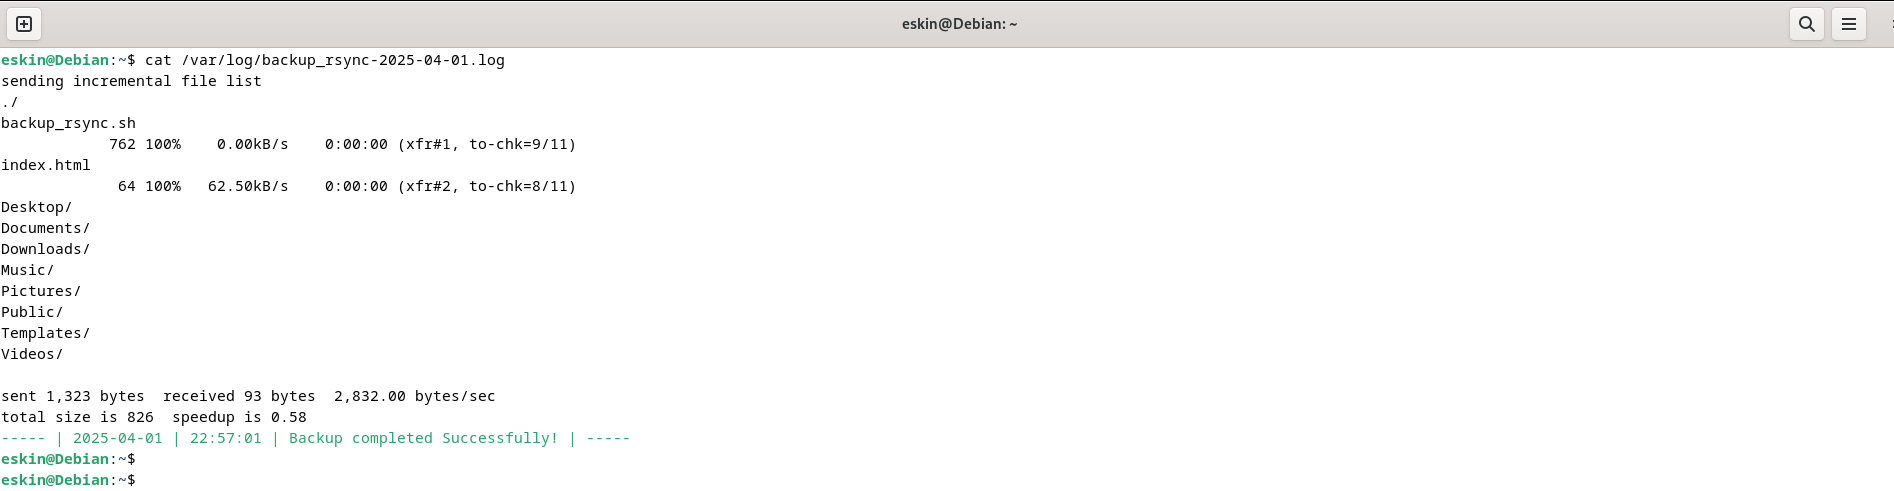 eskin@Debian: ~
eskin@Debian:~$ cat /var/log/backup_rsync-2025-04-01.log
sending incremental file list
./
backup_rsync.sh
            762 100%    0.00kB/s    0:00:00 (xfr#1, to-chk=9/11)
index.html
             64 100%   62.50kB/s    0:00:00 (xfr#2, to-chk=8/11)
Desktop/
Documents/
Downloads/
Music/
Pictures/
Public/
Templates/
Videos/

sent 1,323 bytes  received 93 bytes  2,832.00 bytes/sec
total size is 826  speedup is 0.58
----- | 2025-04-01 | 22:57:01 | Backup completed Successfully! | -----
eskin@Debian:~$
eskin@Debian:~$